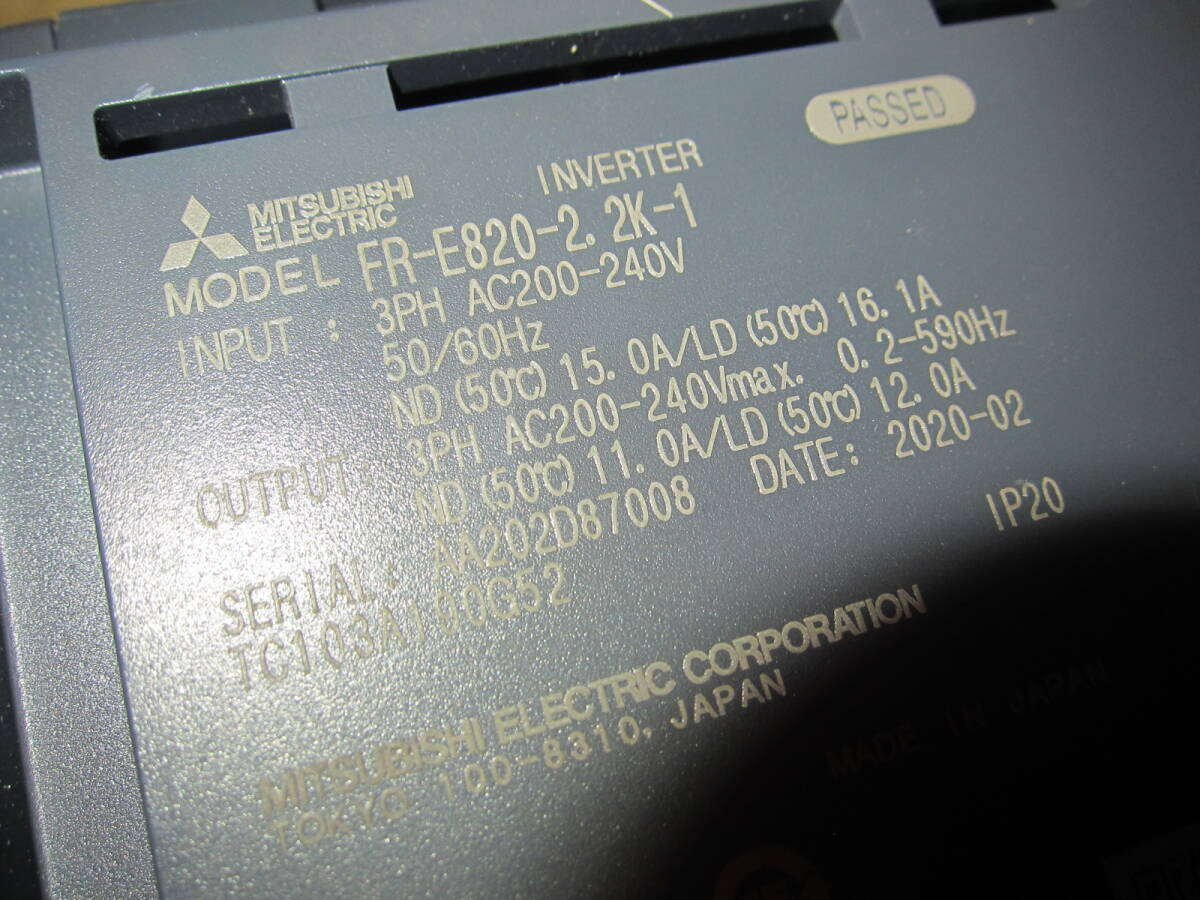 PASSED
MITSUBISHI
ELECTRIC
INVERTER
MODEL FR-E820-2.2K-1
INPUT : 3PH AC200-240V
50/60Hz
ND (50℃) 15.0A/LD (50℃) 16.1A
OUTPUT: 3PH AC200-240Vmax. 0.2-590Hz
ND (50℃) 11.0A/LD (50℃) 12.0A
SERIAL: AA202D87008 DATE: 2020-02
TC103A190G52
IP20
MITSUBISHI ELECTRIC CORPORATION
TOKYO 100-8310, JAPAN
MADE IN JAPAN